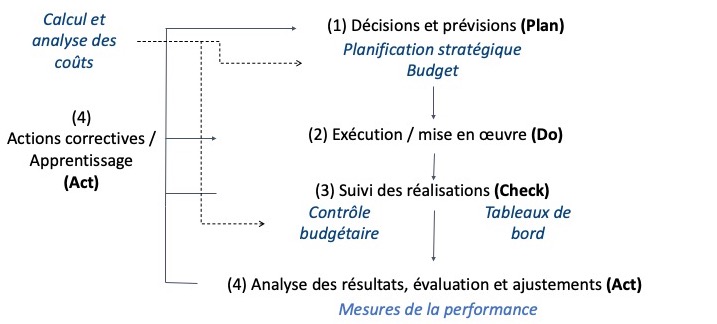 Calcul et
analyse des
coûts
(1) Décisions et prévisions (Plan)
Planification stratégique
Budget
(4)
Actions correctives /
Apprentissage
(Act)
(2) Exécution / mise en œuvre (Do)
(3) Suivi des réalisations (Check)
Contrôle
budgétaire
Tableaux de
bord
(4) Analyse des résultats, évaluation et ajustements (Act)
Mesures de la performance